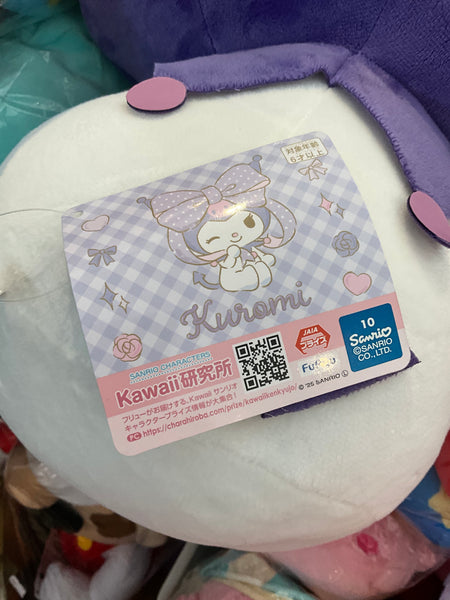 対象年齢
6才以上
Kuromi
SANRIO CHARACTERS
Kawaii研究所
フリューがお届けする、Kawaii サンリオ
キャラクタープライズ情報が大集合!
PC https://charahiroba.com/prize/kawaiikenkyujo/
JAIA
プライズ
FuRyu
© '25 SANRIO Ⓛ
10
Sanrio
©SANRIO
CO.,LTD.